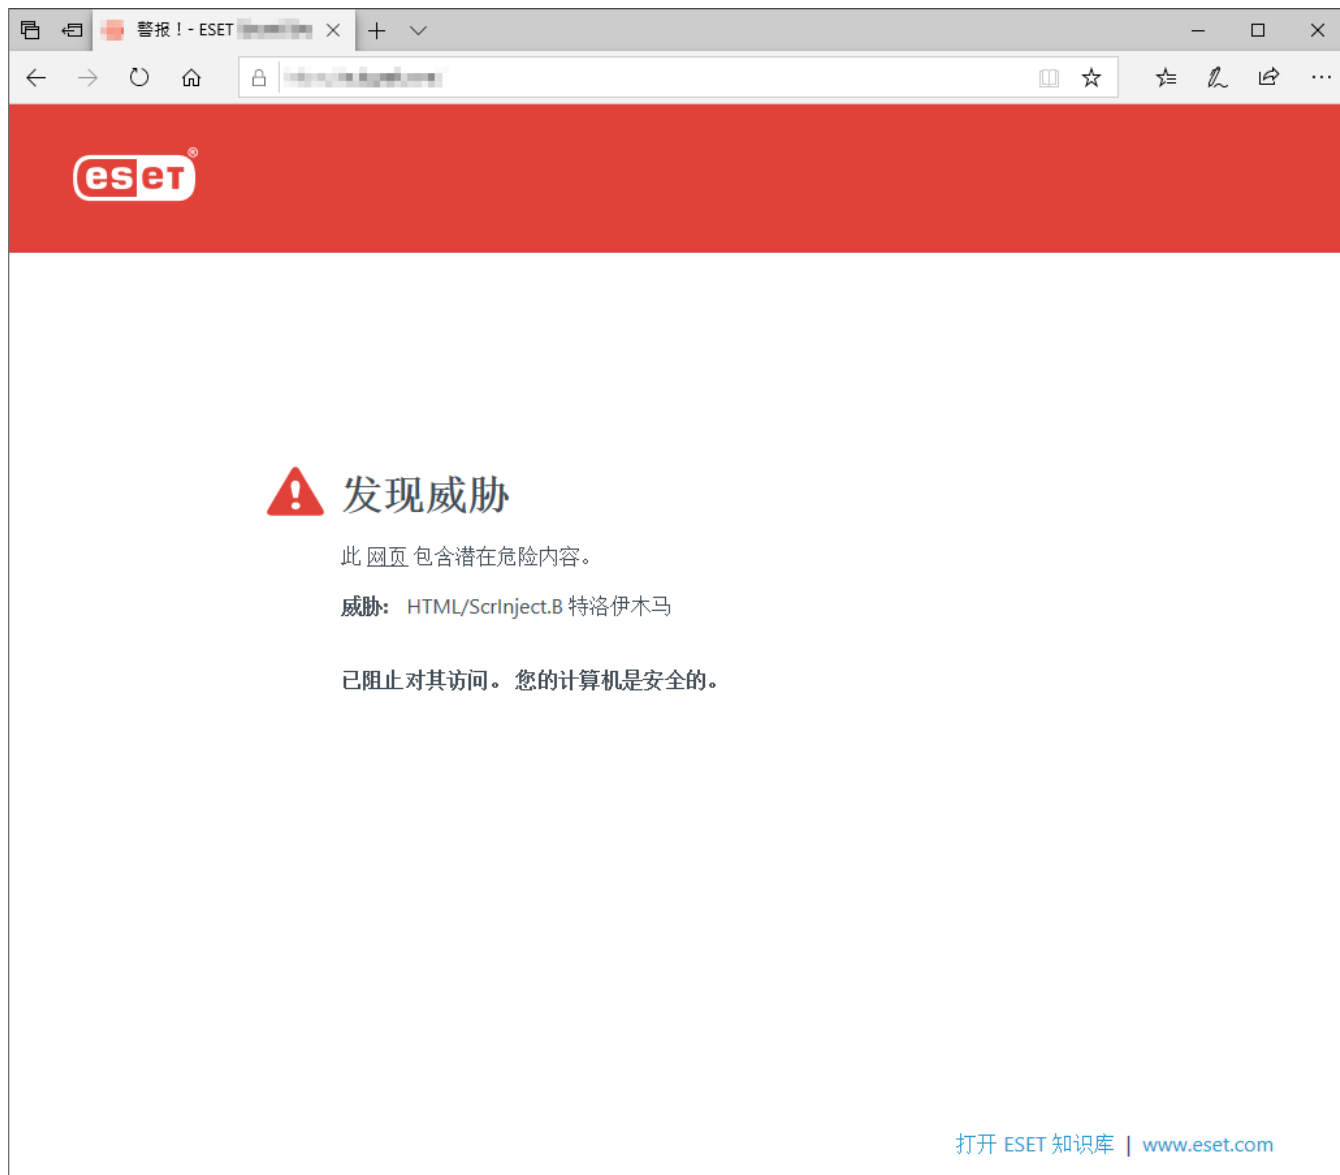 警报！- ESET
eseT®
发现威胁
此 网页 包含潜在危险内容。
威胁： HTML/ScrInject.B 特洛伊木马
已阻止对其访问。 您的计算机是安全的。
打开 ESET 知识库 | www.eset.com